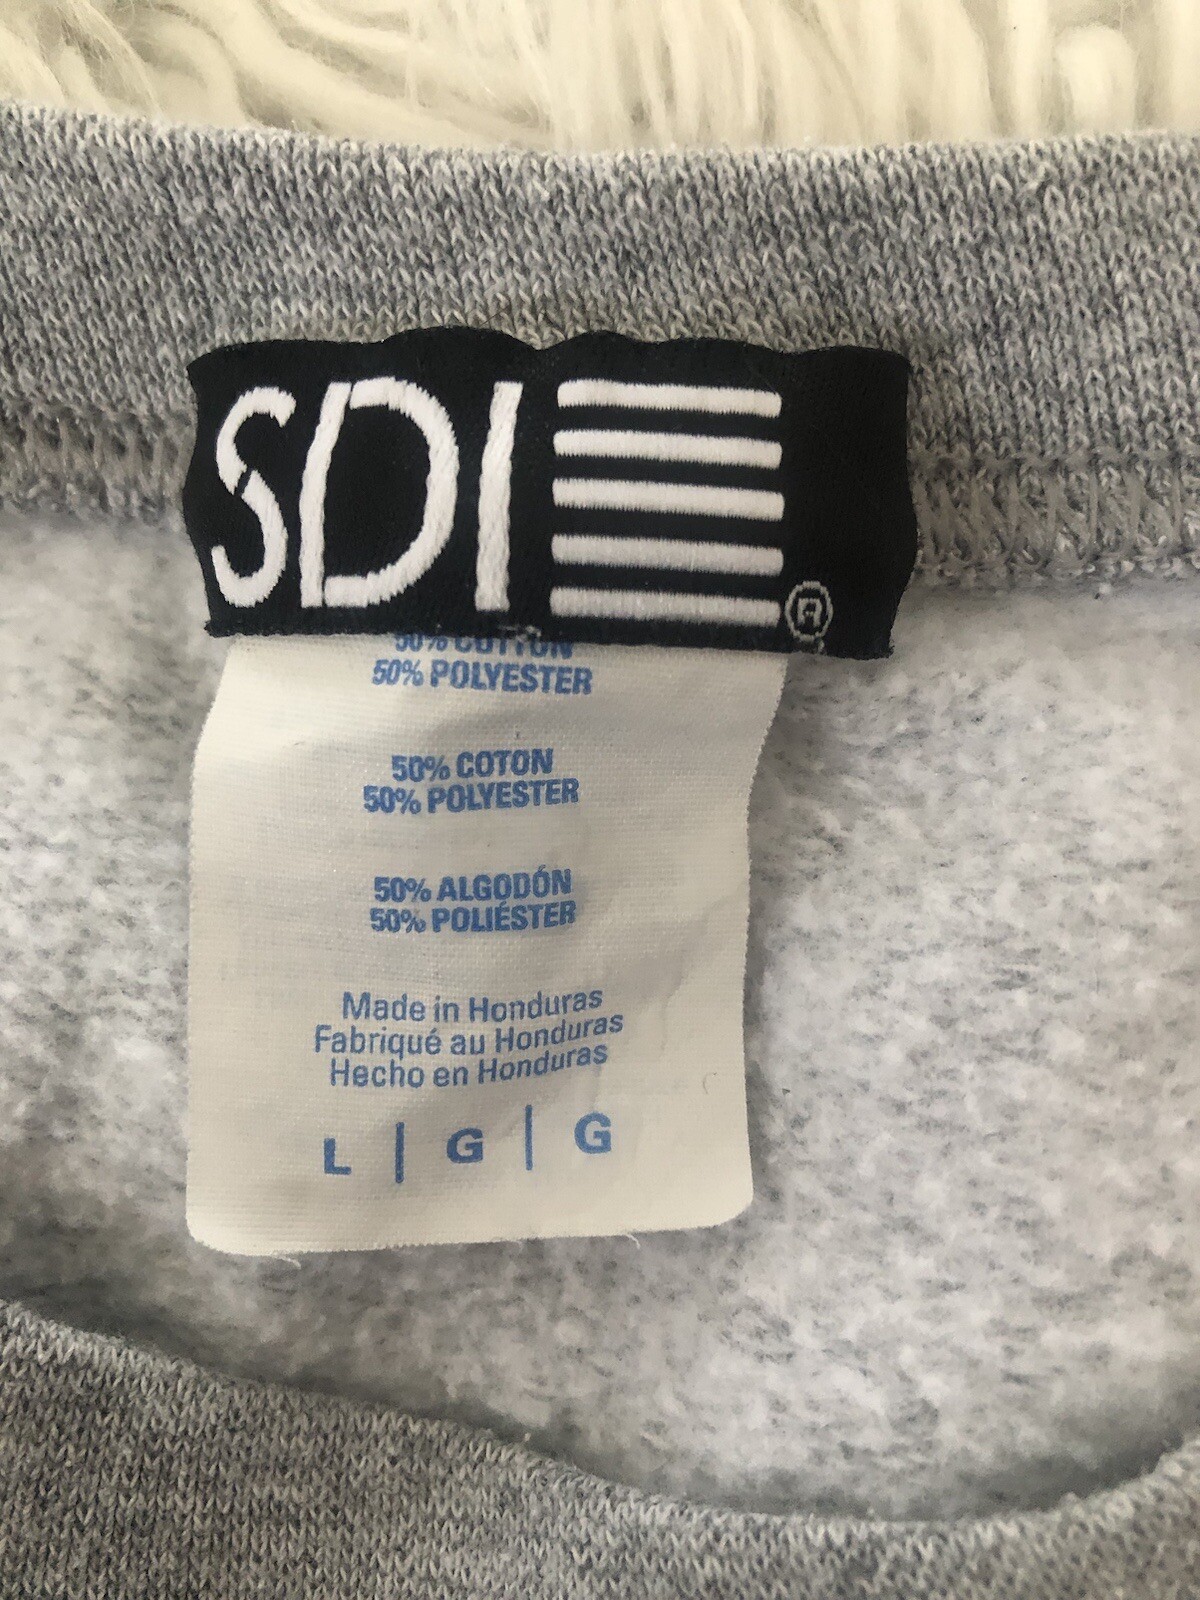 SDI
®
50% COTTON
50% POLYESTER
50% COTON
50% POLYESTER
50% ALGODÓN
50% POLIÉSTER
Made in Honduras
Fabriqué au Honduras
Hecho en Honduras
L | G | G